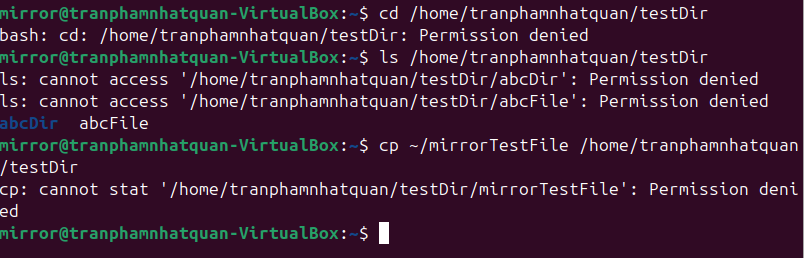 mirror@tranphamnhatquan-VirtualBox:~$ cd /home/tranphamnhatquan/testDir
bash: cd: /home/tranphamnhatquan/testDir: Permission denied
mirror@tranphamnhatquan-VirtualBox:~$ ls /home/tranphamnhatquan/testDir
ls: cannot access '/home/tranphamnhatquan/testDir/abcDir': Permission denied
ls: cannot access '/home/tranphamnhatquan/testDir/abcFile': Permission denied
abcDir  abcFile
mirror@tranphamnhatquan-VirtualBox:~$ cp ~/mirrorTestFile /home/tranphamnhatquan
/testDir
cp: cannot stat '/home/tranphamnhatquan/testDir/mirrorTestFile': Permission deni
ed
mirror@tranphamnhatquan-VirtualBox:~$